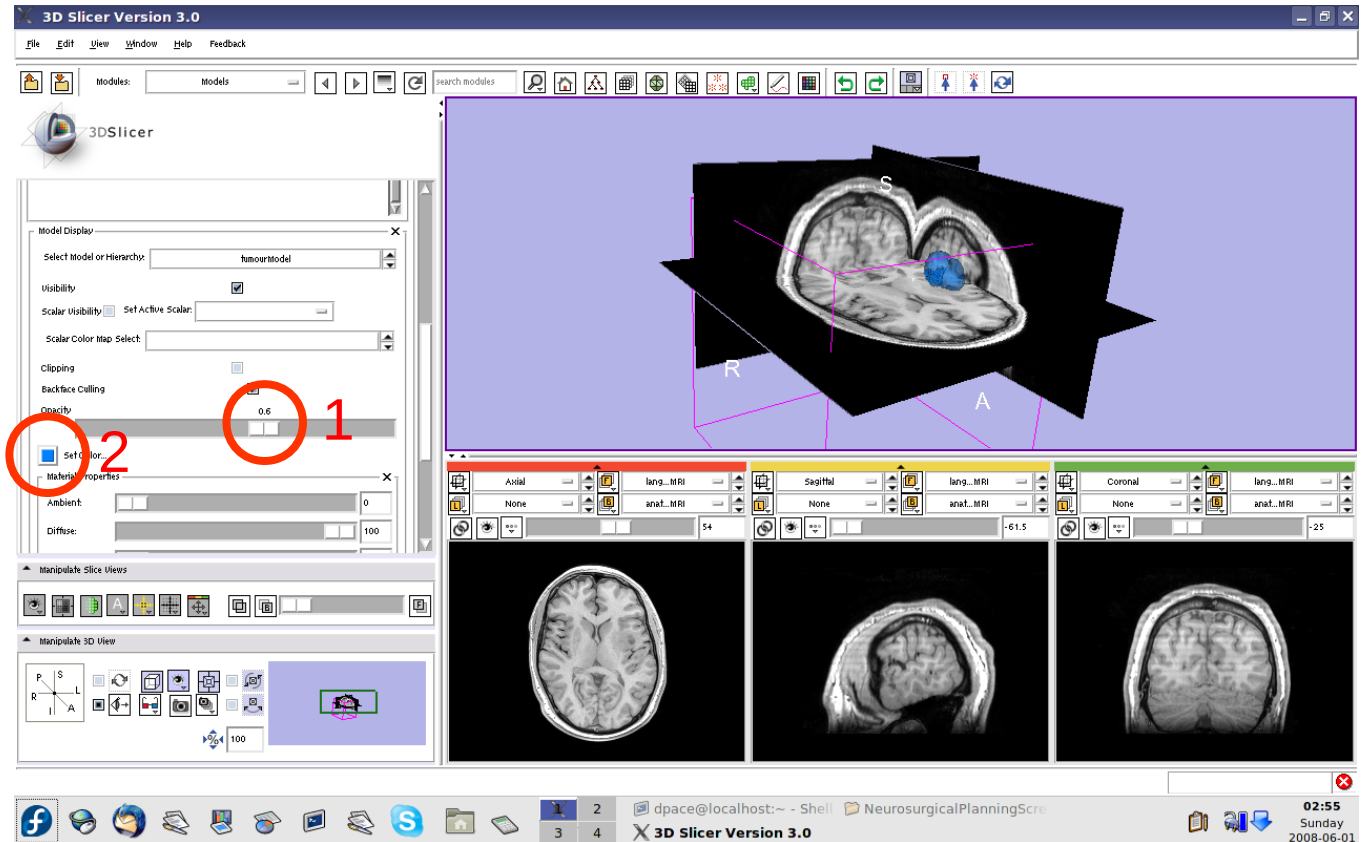 3D Slicer Version 3.0
File Edit View Window Help Feedback
Modules: Models search modules
3DSlicer
Model Display
Select Model or Hierarchy: tumourModel
Visibility
Scalar Visibility Set Active Scalar:
Scalar Color Map Select:
Clipping
Backface Culling
Opacity 0.6
1
Set Color...
2
Material Properties
Ambient: 0
Diffuse: 100
Manipulate Slice Views
Manipulate 3D View
P S
R L
I A
% 100
S
R
A
Axial F lang...MRI
L None B anat...MRI
54
Sagittal F lang...MRI
L None B anat...MRI
-61.5
Coronal F lang...MRI
L None B anat...MRI
-25
1 2
3 4
dpace@localhost:~ - Shell NeurosurgicalPlanningScre
3D Slicer Version 3.0
02:55
Sunday
2008-06-01